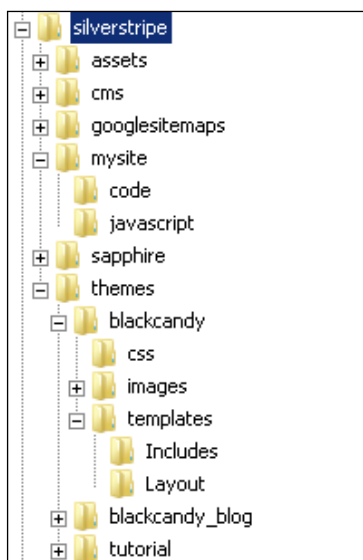 silverstripe
assets
cms
googlesitemaps
mysite
code
javascript
sapphire
themes
blackcandy
css
images
templates
Includes
Layout
blackcandy_blog
tutorial